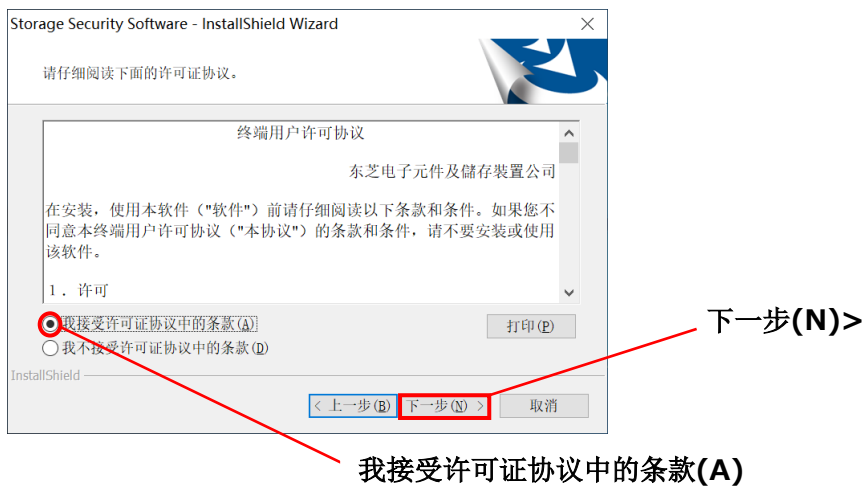 Storage Security Software - InstallShield Wizard
请仔细阅读下面的许可证协议。
终端用户许可协议
东芝电子元件及儲存装置公司
在安装，使用本软件（"软件"）前请仔细阅读以下条款和条件。如果您不
同意本终端用户许可协议（"本协议"）的条款和条件，请不要安装或使用
该软件。
1．许可
我接受许可证协议中的条款(A)
打印(P)
我不接受许可证协议中的条款(D)
InstallShield
< 上一步(B)
下一步(N) >
取消
下一步(N)>
我接受许可证协议中的条款(A)